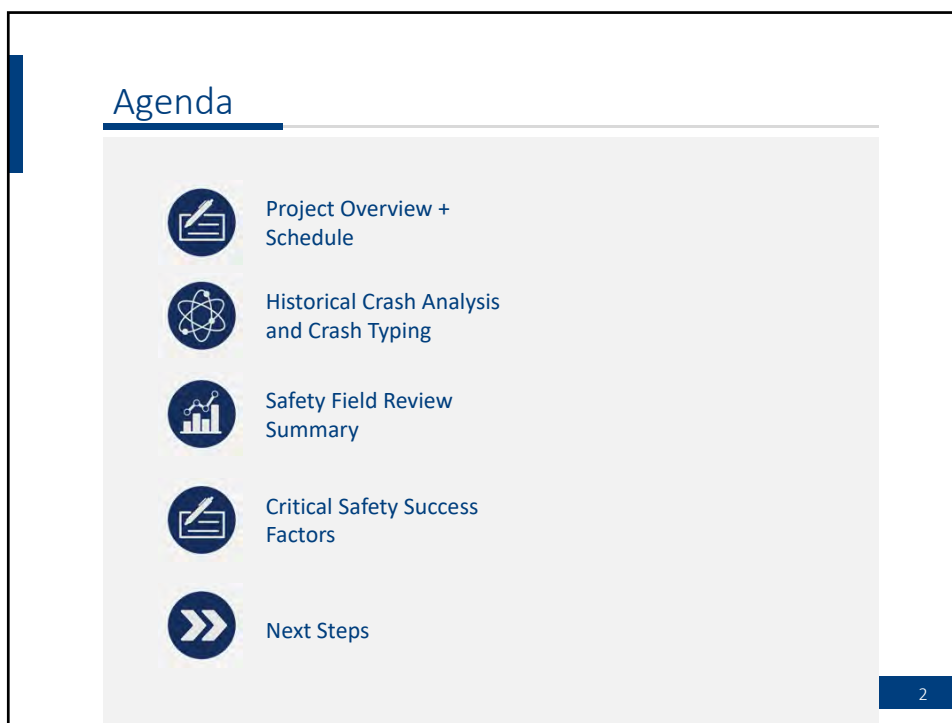 Agenda
Project Overview +
Schedule
Historical Crash Analysis
and Crash Typing
Safety Field Review
Summary
Critical Safety Success
Factors
Next Steps
2